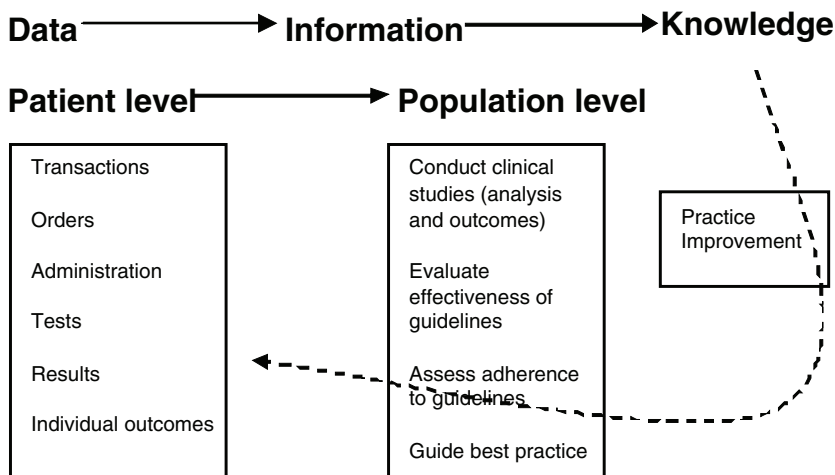 Data Information Knowledge
Patient level Population level
Transactions
Orders
Administration
Tests
Results
Individual outcomes
Conduct clinical
studies (analysis
and outcomes)
Evaluate
effectiveness of
guidelines
Assess adherence
to guidelines
Guide best practice
Practice
Improvement